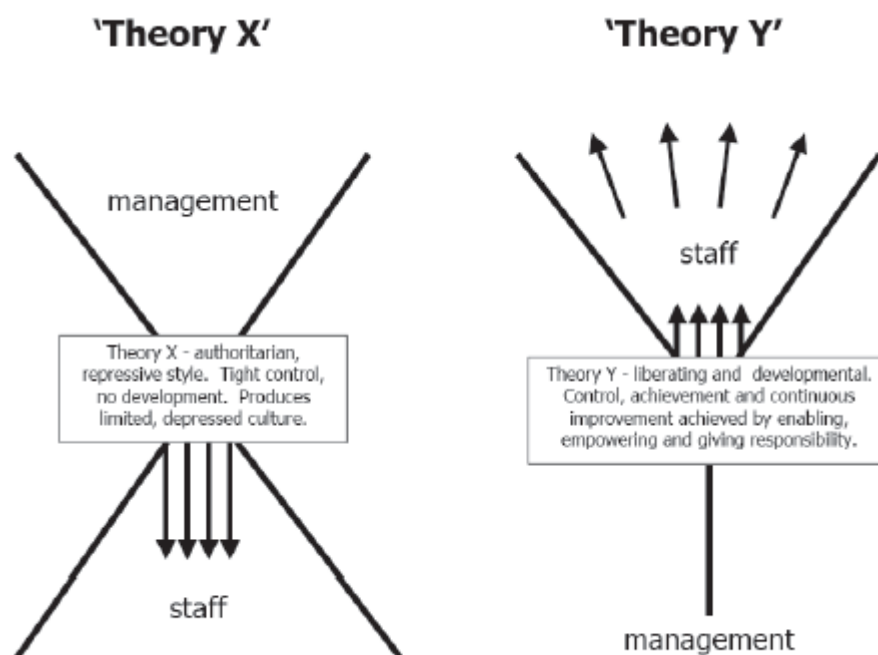 'Theory X'
management
Theory X - authoritarian,
repressive style. Tight control,
no development. Produces
limited, depressed culture.
staff
'Theory Y'
staff
Theory Y - liberating and developmental.
Control, achievement and continuous
improvement achieved by enabling,
empowering and giving responsibility.
management